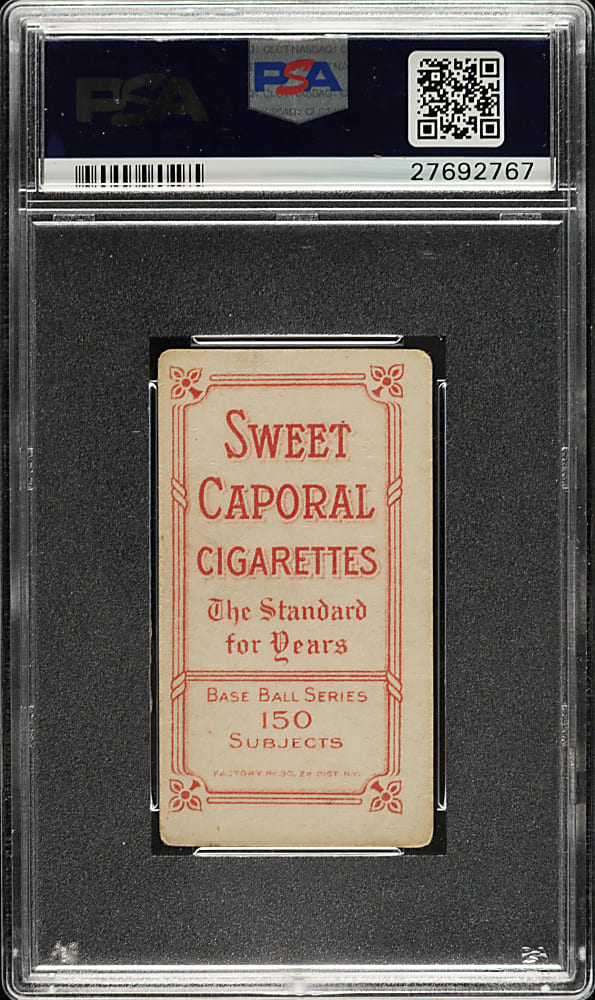 PSA
PSA
27692767
SWEET
CAPORAL
CIGARETTES
The Standard
for Years
BASE BALL SERIES
150
SUBJECTS
FACTORY No. 30, 2d DIST. N.Y.